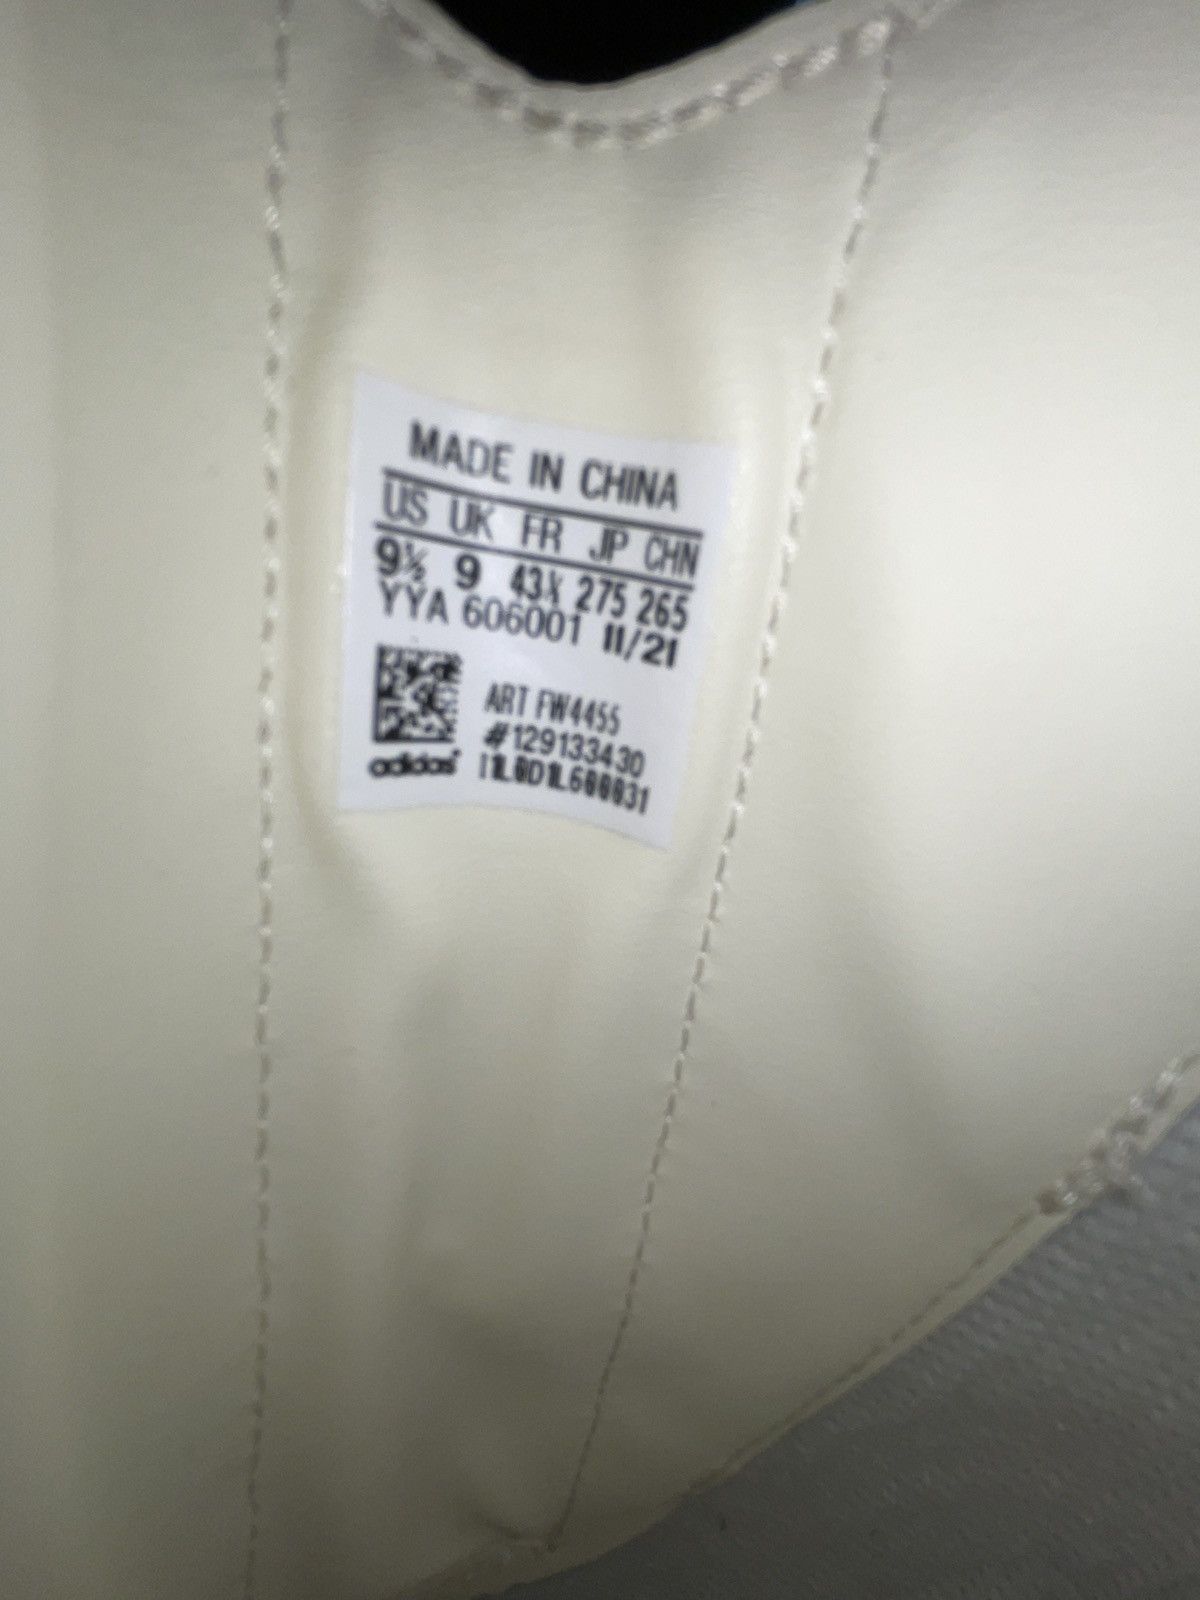 MADE IN CHINA
US UK FR JP CHN
9½ 9 43⅓ 275 265
YYA 606001 11/21
ART FW4455
#129133430
adidas